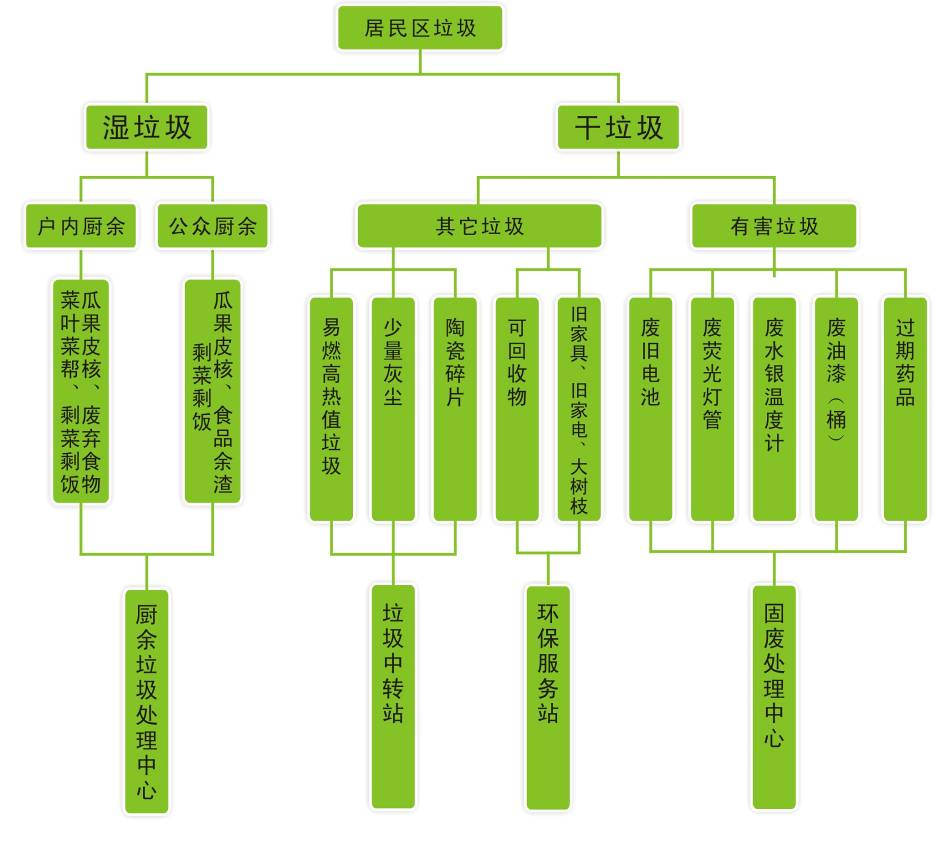 居民区垃圾
湿垃圾
干垃圾
户内厨余
公众厨余
其它垃圾
有害垃圾
瓜果皮核、废弃食物
菜叶菜帮、剩菜剩饭
瓜果皮核、食品余渣
剩菜剩饭
易燃高热值垃圾
少量灰尘
陶瓷碎片
可回收物
旧家具、旧家电、大树枝
废旧电池
废荧光灯管
废水银温度计
废油漆（桶）
过期药品
厨余垃圾处理中心
垃圾中转站
环保服务站
固废处理中心